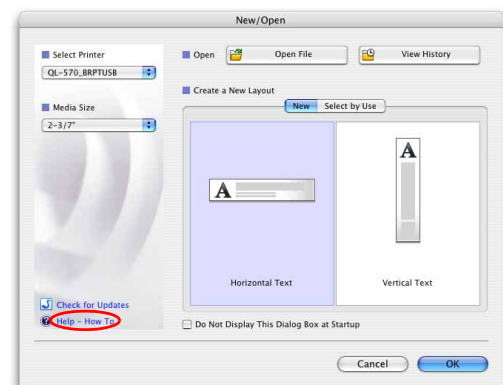 New/Open
Select Printer
QL-570_BRPTUSB
Media Size
2-3/7"
Check for Updates
Help - How To
Open
Open File
View History
Create a New Layout
New
Select by Use
A
A
Horizontal Text
Vertical Text
Do Not Display This Dialog Box at Startup
Cancel
OK